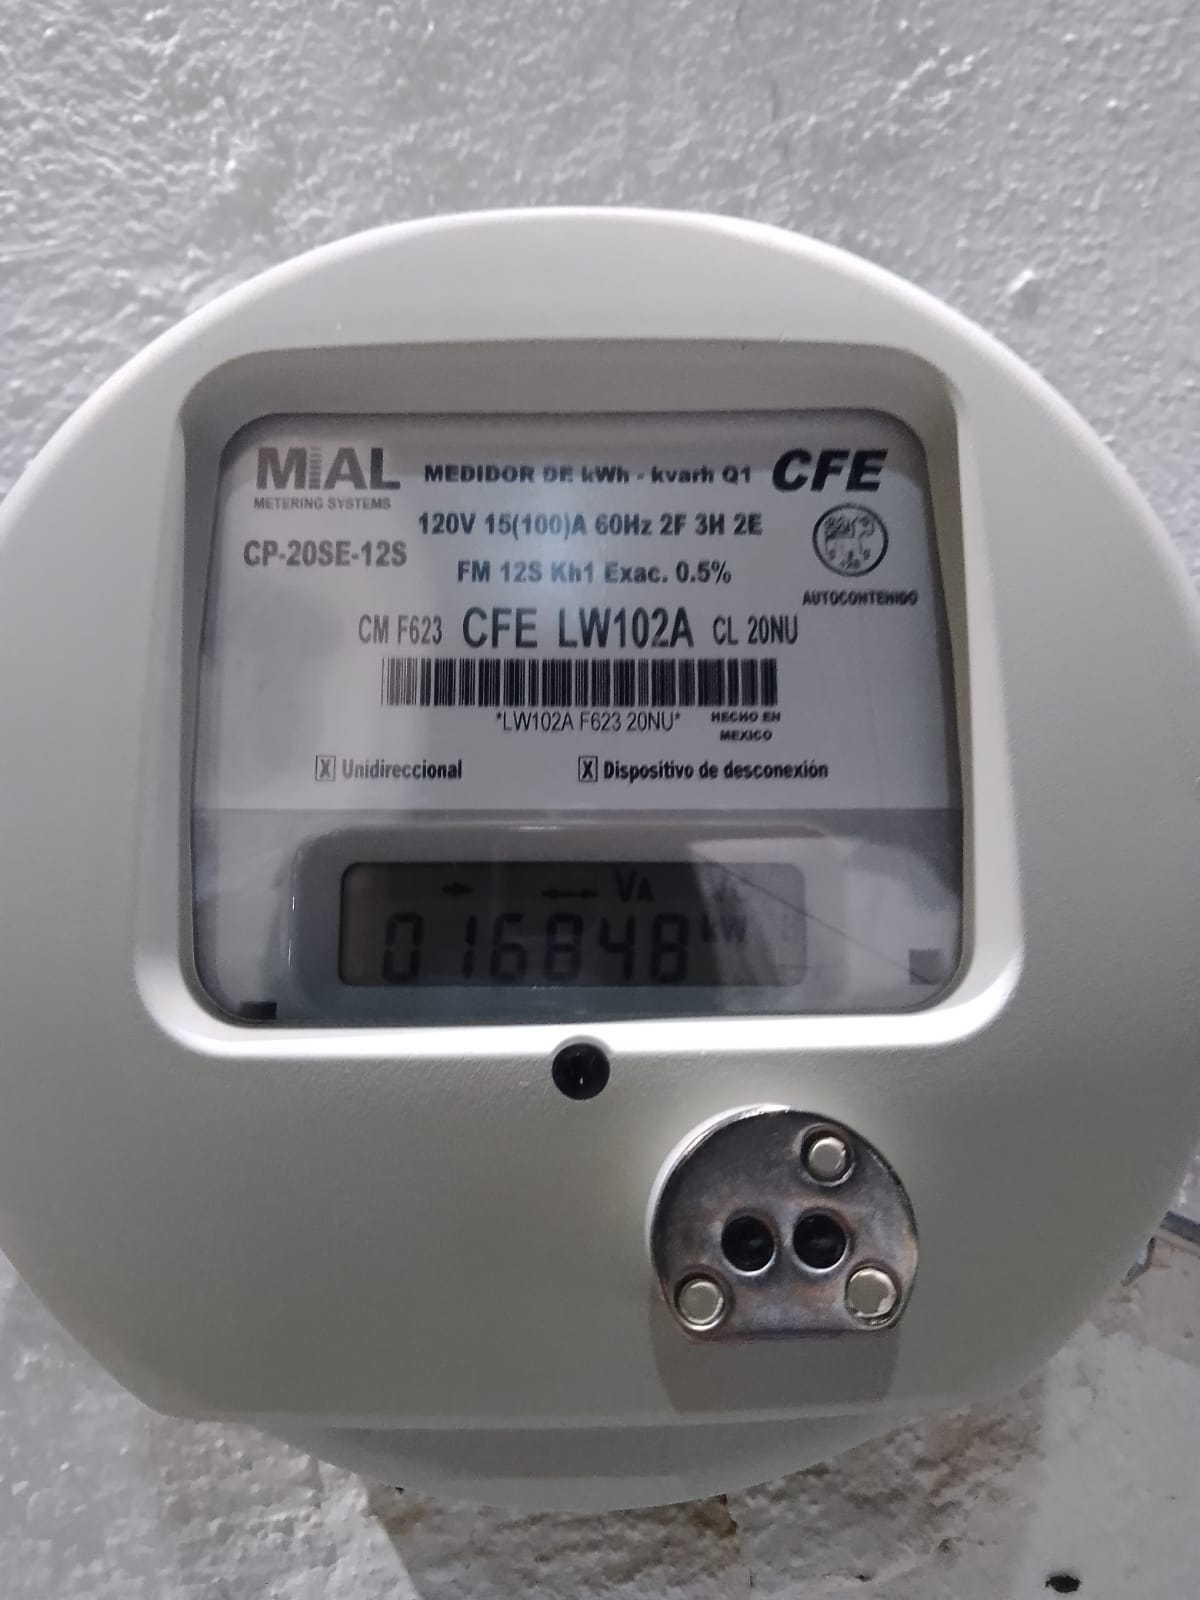 MIAL
METERING SYSTEMS
MEDIDOR DE kWh - kvarh Q1
CFE
120V 15(100)A 60Hz 2F 3H 2E
CP-20SE-12S
FM 12S Kh1 Exac. 0.5%
AUTOCONTENIDO
CM F623 CFE LW102A CL 20NU
*LW102A F623 20NU*
HECHO EN
MEXICO
X Unidireccional
X Dispositivo de desconexión
VA
016848 kW